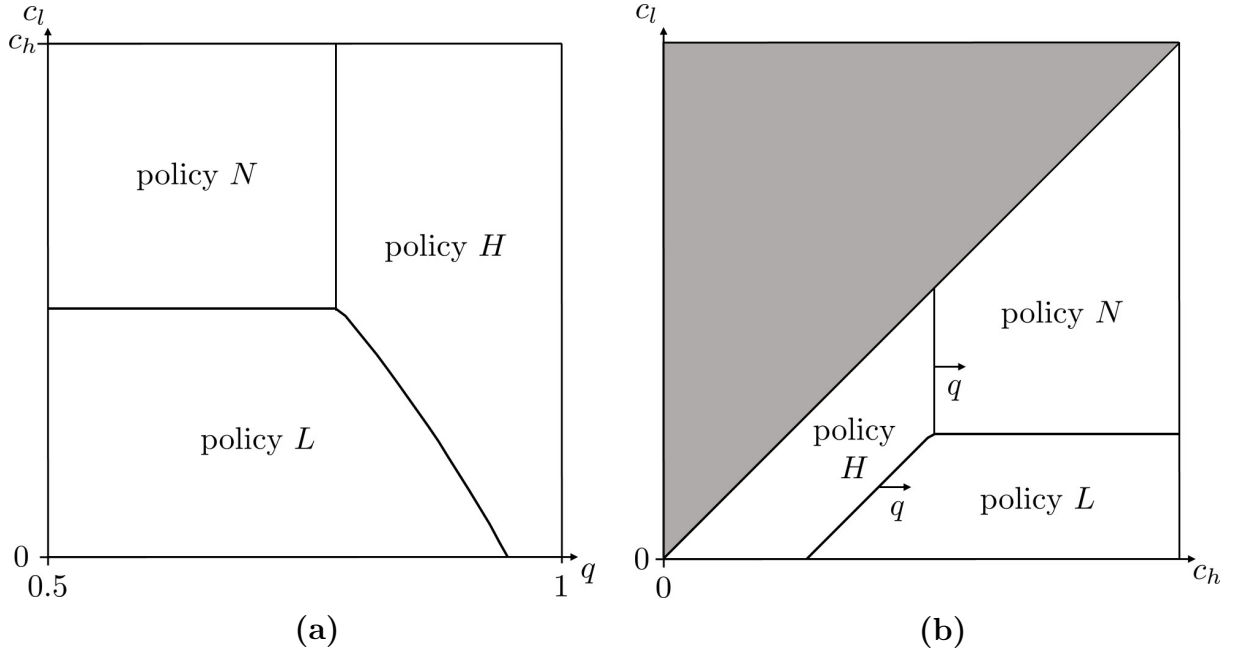 c_l
c_h
policy N
policy H
policy L
0
0.5
1
q
(a)
c_l
policy N
q
policy
H
q
policy L
0
0
c_h
(b)